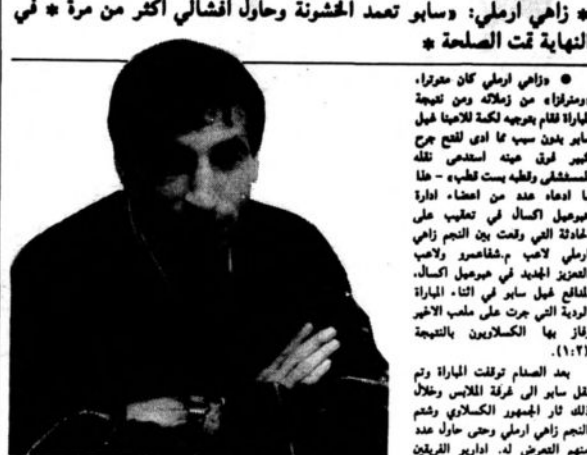 * زاهي ارملي: «سابو تعمد الخشونة وحاول افشالي اكثر من مرة * في
النهاية تمت الصلحة *
● «زاهي ارملي كان متوترا،
ومنرفزا» من زملائه ومن نتيجة
المباراة فقام بتوجيه لكمة للاعبنا غيل
سابو بدون سبب مما ادى لفتح جرح
كبير فوق عينه استدعى نقله
للمستشفى وقطبه بست قطب» - هذا
ما ادعاه عدد من اعضاء ادارة
هبوعيل اكسال في تعقيب على
الحادثة التي وقعت بين النجم زاهي
ارملي لاعب م.شفاعمرو ولاعب
التعزيز الجديد في هبوعيل اكسال،
المدافع غيل سابو في اثناء المباراة
الودية التي جرت على ملعب الاخير
وفاز بها الكسلاويون بالنتيجة
(١:٢).
بعد الصدام توقفت المباراة وتم
نقل سابو الى غرفة الملابس وخلال
ذلك ثار الجمهور الكسلاوي وشتم
النجم زاهي ارملي وحتى حاول عدد
منهم التعرض له. اداريو الفريقين